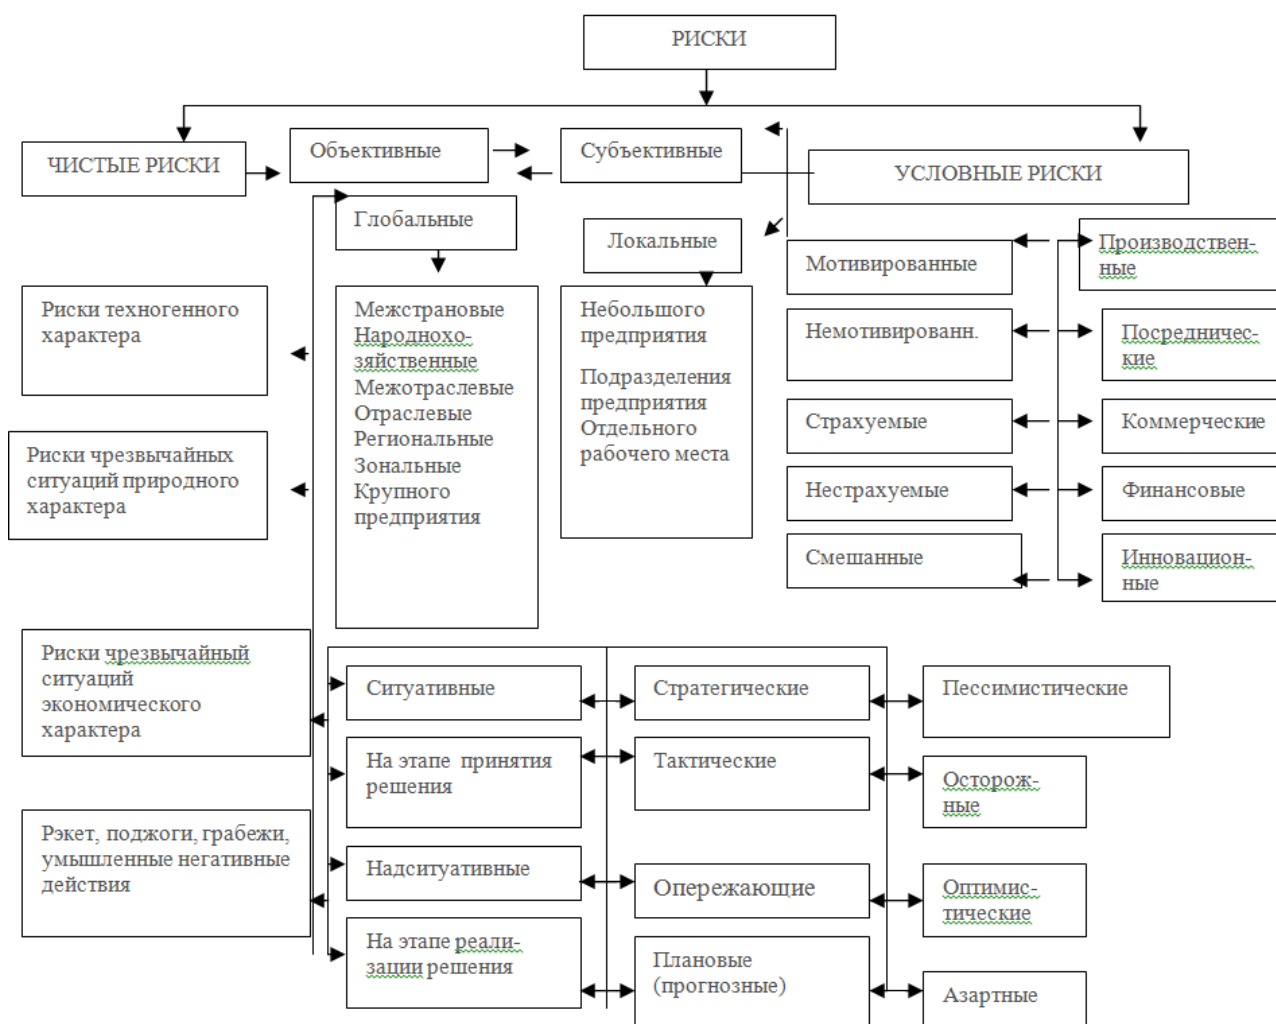 РИСКИ
ЧИСТЫЕ РИСКИ
Объективные
Субъективные
УСЛОВНЫЕ РИСКИ
Глобальные
Локальные
Мотивированные
Производствен-
ные
Риски техногенного
характера
Межстрановые
Народнохо-
зяйственные
Межотраслевые
Отраслевые
Региональные
Зональные
Крупного
предприятия
Небольшого
предприятия
Подразделения
предприятия
Отдельного
рабочего места
Немотивированн.
Посредничес-
кие
Страхуемые
Коммерческие
Риски чрезвычайных
ситуаций природного
характера
Нестрахуемые
Финансовые
Смешанные
Инновацион-
ные
Риски чрезвычайный
ситуаций
экономического
характера
Ситуативные
Стратегические
Пессимистические
На этапе принятия
решения
Тактические
Осторож-
ные
Рэкет, поджоги, грабежи,
умышленные негативные
действия
Надситуативные
Опережающие
Оптимис-
тические
На этапе реали-
зации решения
Плановые
(прогнозные)
Азартные